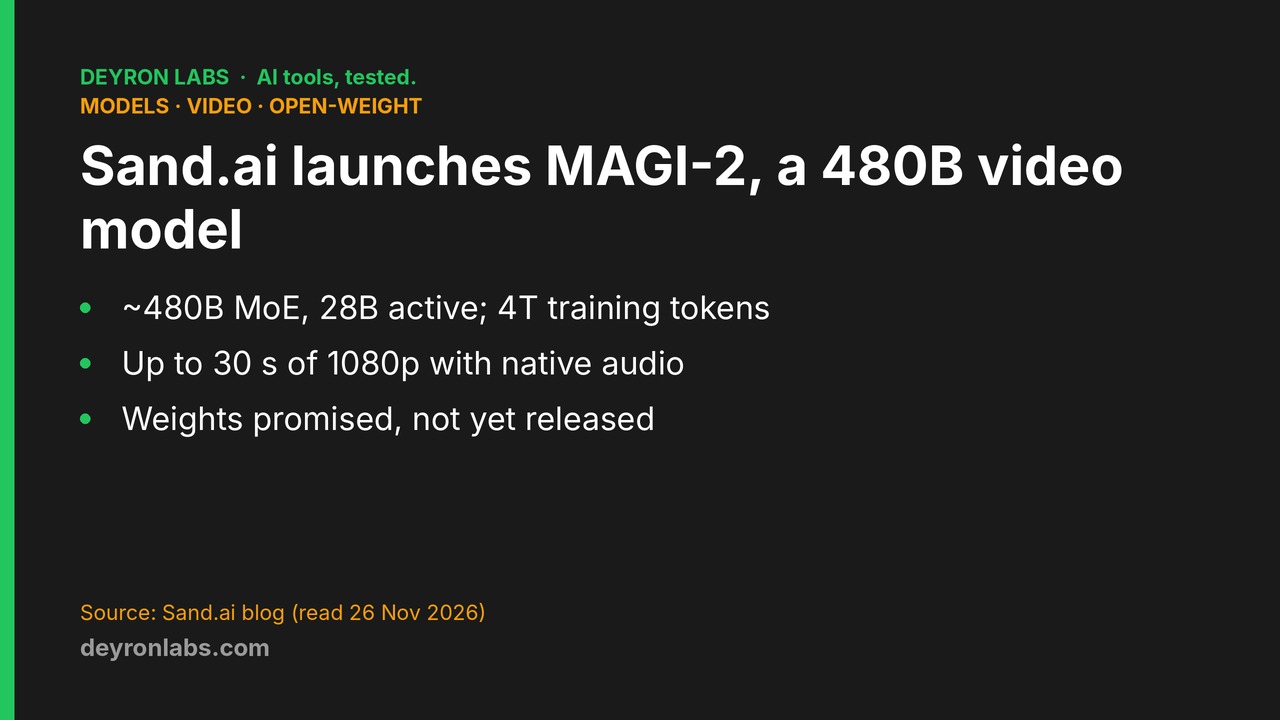 DEYRON LABS · AI tools, tested.
MODELS · VIDEO · OPEN-WEIGHT
Sand.ai launches MAGI-2, a 480B video
model
• ~480B MoE, 28B active; 4T training tokens
• Up to 30 s of 1080p with native audio
• Weights promised, not yet released
Source: Sand.ai blog (read 26 Nov 2026)
deyronlabs.com